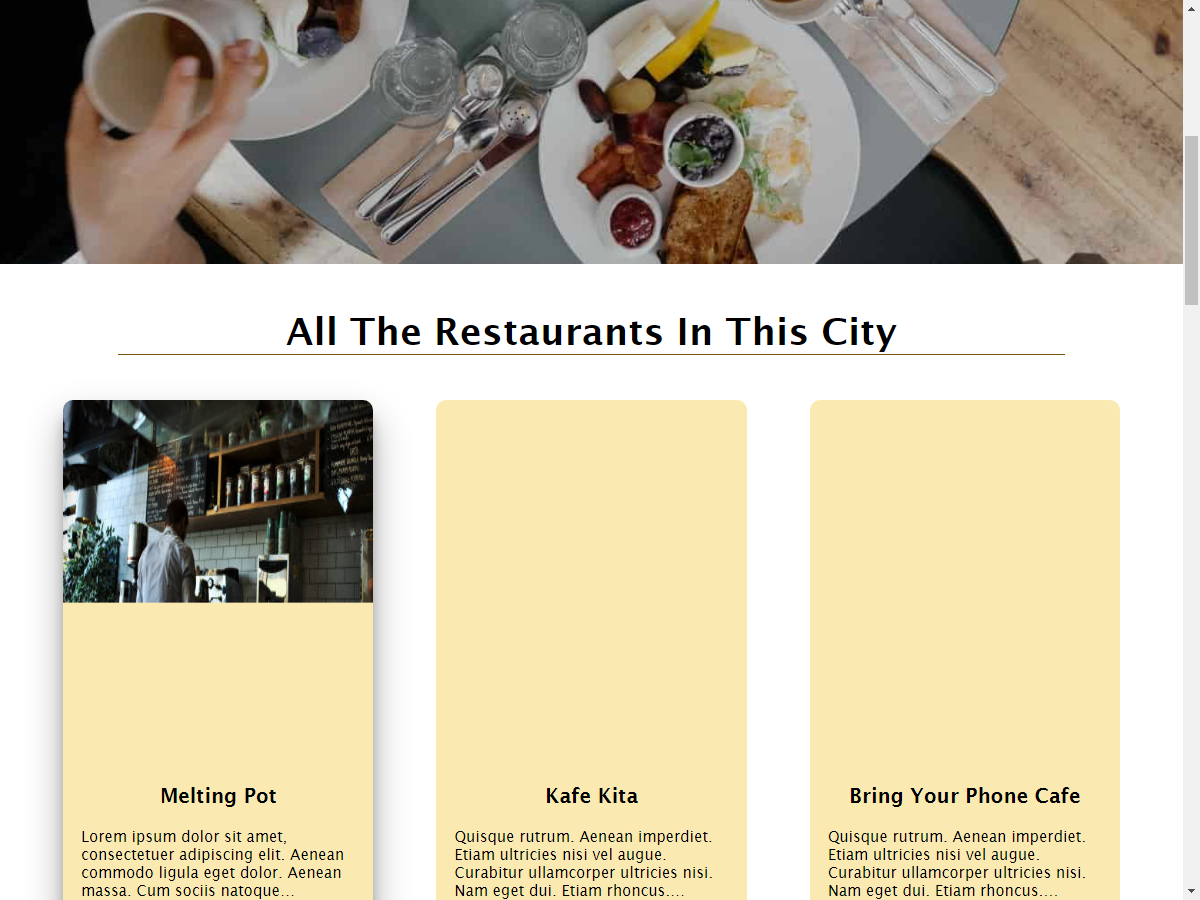 All The Restaurants In This City
Melting Pot
Lorem ipsum dolor sit amet,
consectetuer adipiscing elit. Aenean
commodo ligula eget dolor. Aenean
massa. Cum sociis natoque...
Kafe Kita
Quisque rutrum. Aenean imperdiet.
Etiam ultricies nisi vel augue.
Curabitur ullamcorper ultricies nisi.
Nam eget dui. Etiam rhoncus....
Bring Your Phone Cafe
Quisque rutrum. Aenean imperdiet.
Etiam ultricies nisi vel augue.
Curabitur ullamcorper ultricies nisi.
Nam eget dui. Etiam rhoncus....